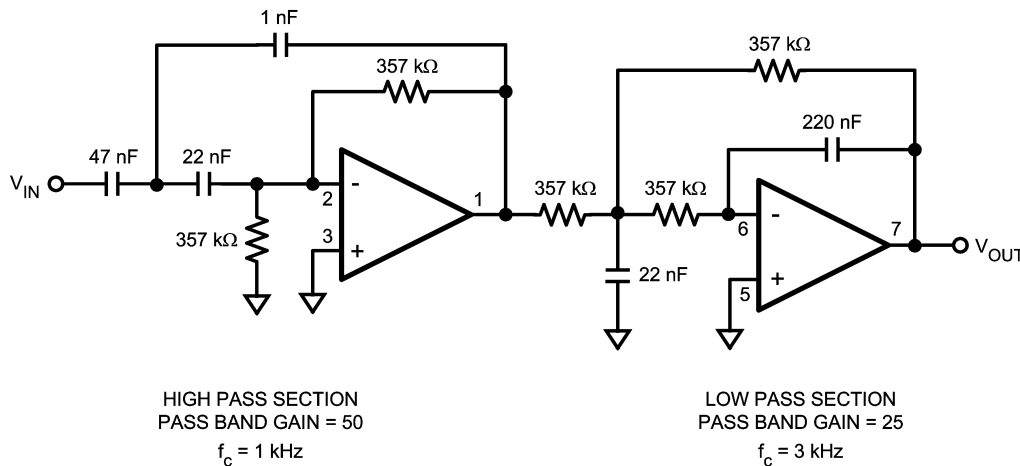 1 nF
357 kΩ
47 nF
22 nF
V_IN
357 kΩ
2
3
1
-
+
357 kΩ
357 kΩ
357 kΩ
220 nF
22 nF
6
5
7
-
+
V_OUT
HIGH PASS SECTION
PASS BAND GAIN = 50
f_c = 1 kHz
LOW PASS SECTION
PASS BAND GAIN = 25
f_c = 3 kHz